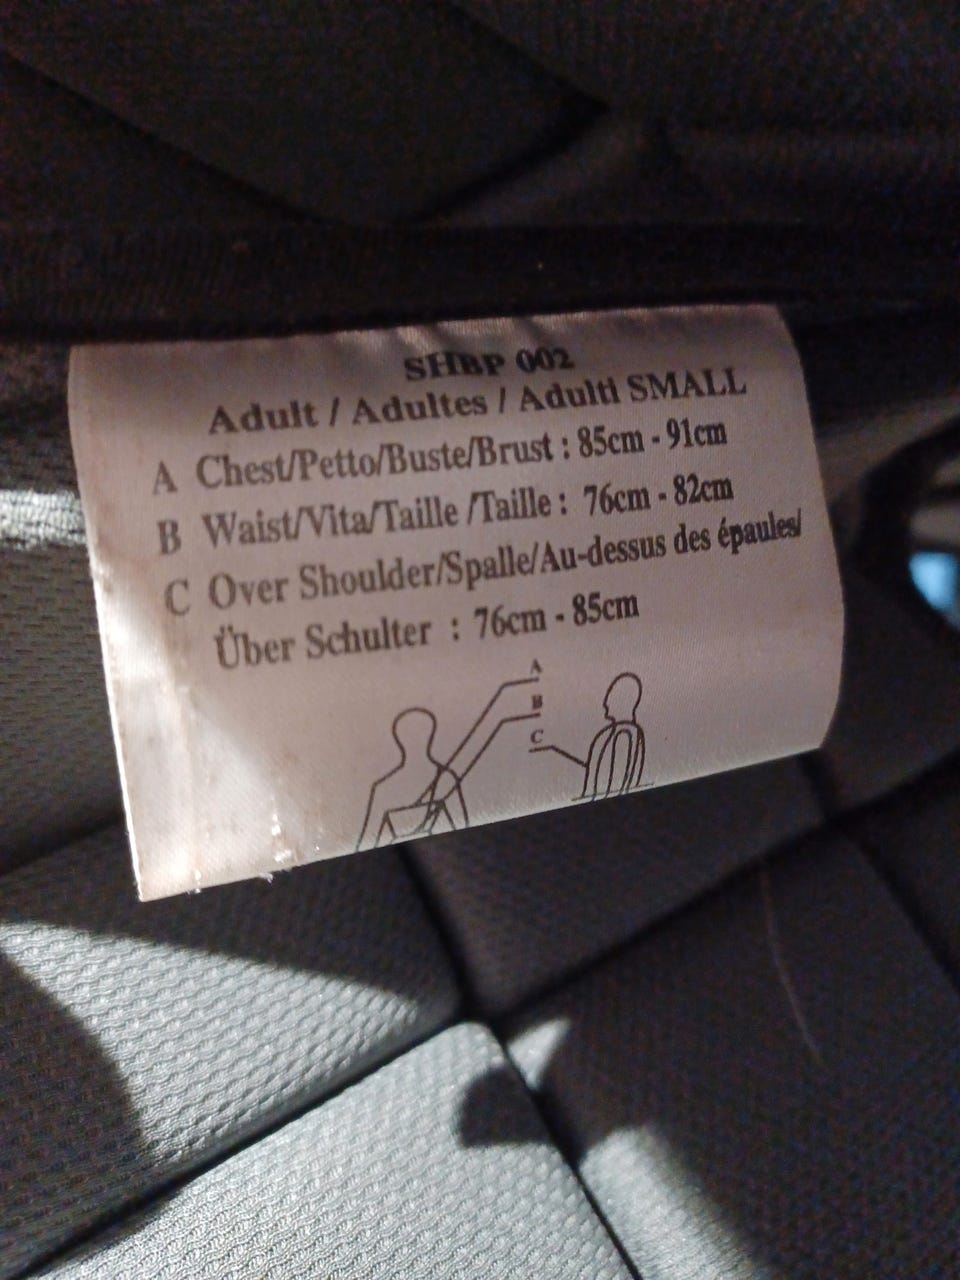 SHBP 002
Adult / Adultes / Adulti SMALL
A Chest/Petto/Buste/Brust : 85cm - 91cm
B Waist/Vita/Taille /Taille : 76cm - 82cm
C Over Shoulder/Spalle/Au-dessus des épaules/
Über Schulter : 76cm - 85cm
A
B
C